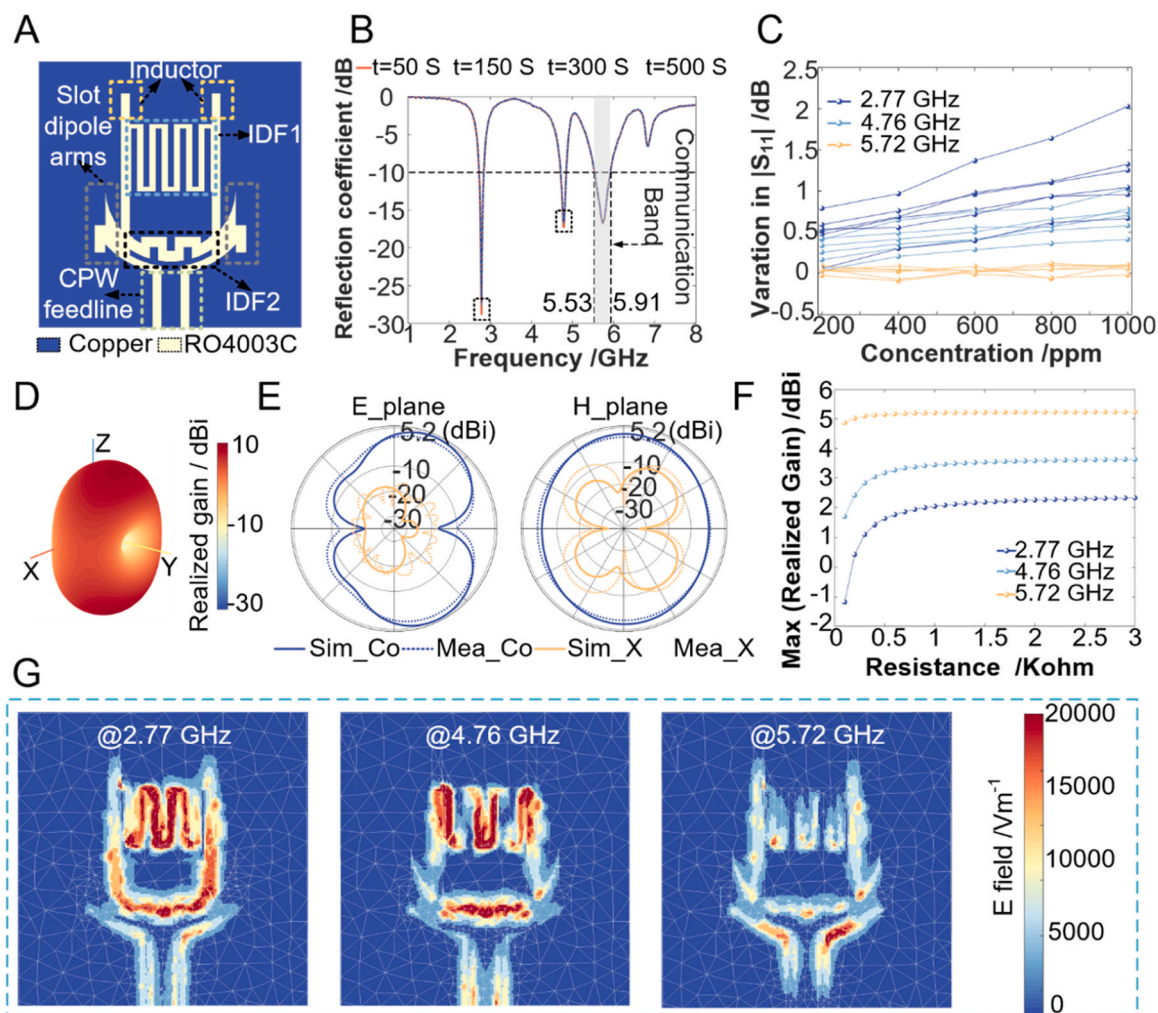 A
Inductor
Slot
dipole
arms
IDF1
CPW
feedline
IDF2
Copper
RO4003C
B
t=50 S t=150 S t=300 S t=500 S
Reflection coefficient /dB
0
-5
-10
-15
-20
-25
-30
Communication
Band
5.53
5.91
1 2 3 4 5 6 7 8
Frequency /GHz
C
Varation in |S11| /dB
2.5
2
1.5
1
0.5
0
-0.5
2.77 GHz
4.76 GHz
5.72 GHz
200 400 600 800 1000
Concentration /ppm
D
Z
X
Y
10
-10
-30
Realized gain / dBi
E
E_plane
5.2 (dBi)
-10
-20
-30
H_plane
5.2 (dBi)
-10
-20
-30
Sim_Co Mea_Co Sim_X Mea_X
F
Max (Realized Gain) /dBi
6
5
4
3
2
1
0
-1
-2
2.77 GHz
4.76 GHz
5.72 GHz
0 0.5 1 1.5 2 2.5 3
Resistance /Kohm
G
@2.77 GHz
@4.76 GHz
@5.72 GHz
20000
15000
10000
5000
0
E field /Vm-1